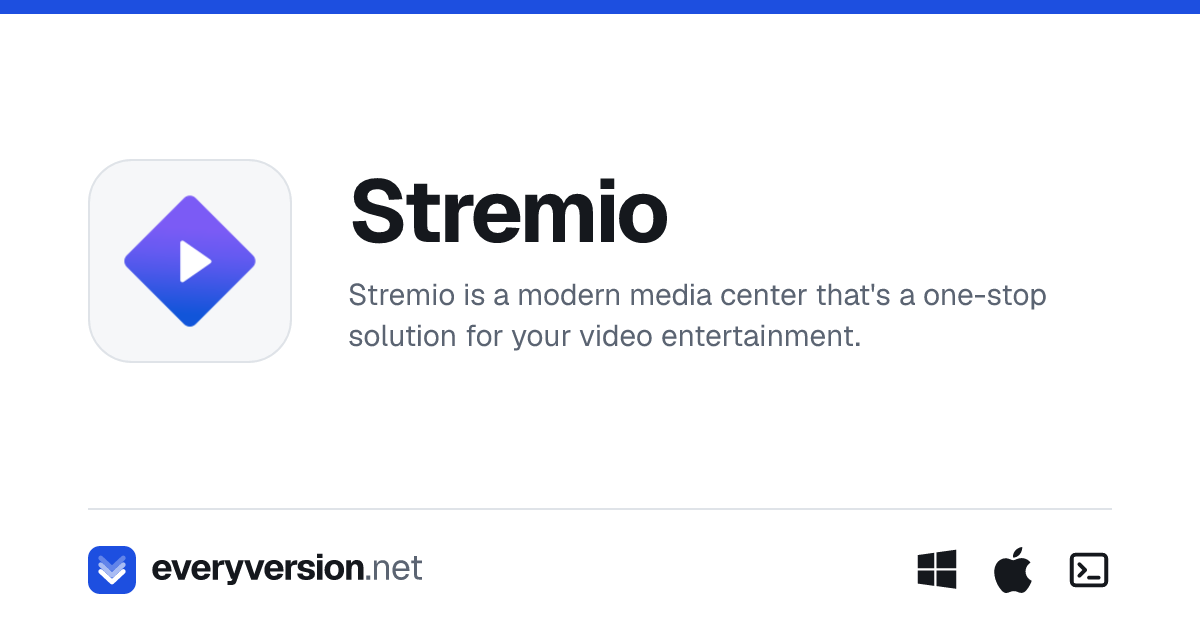 Stremio
Stremio is a modern media center that's a one-stop
solution for your video entertainment.
everyversion.net